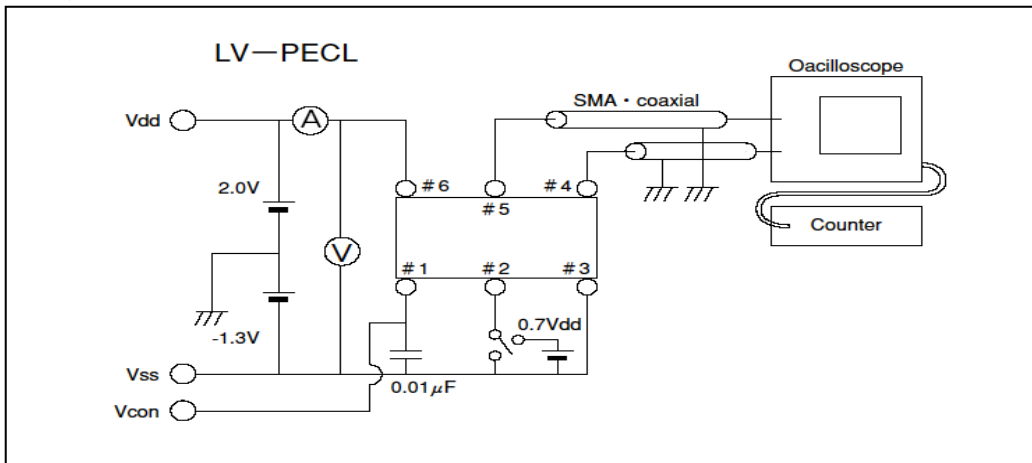 LV—PECL
Oacilloscope
SMA・coaxial
Vdd
A
2.0V
#6
#5
#4
Counter
V
#1
#2
#3
-1.3V
0.7Vdd
Vss
0.01μF
Vcon